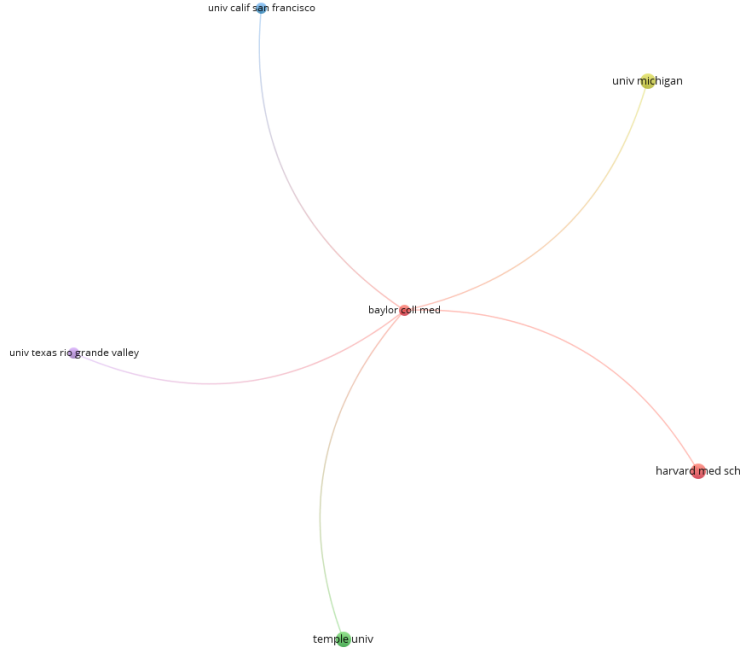 univ calif san francisco
univ michigan
baylor coll med
univ texas rio grande valley
harvard med sch
temple univ